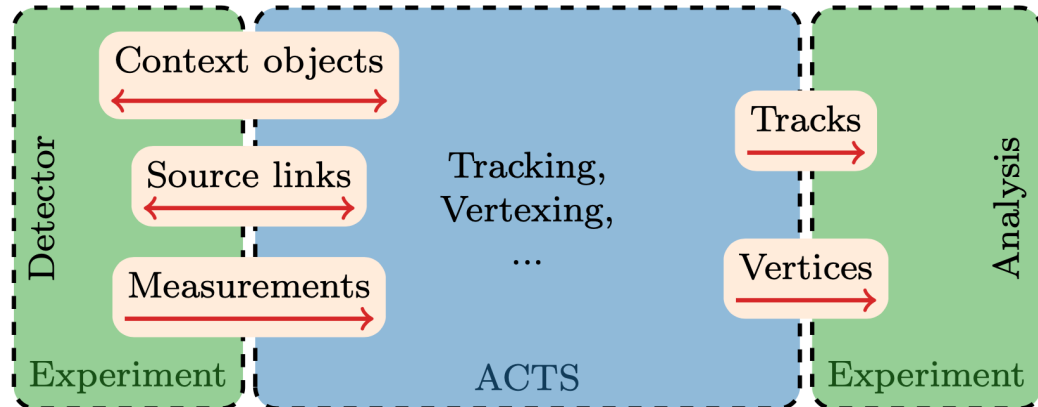 Context objects
Source links
Measurements
Detector
Experiment
Tracking,
Vertexing,
...
ACTS
Tracks
Vertices
Analysis
Experiment